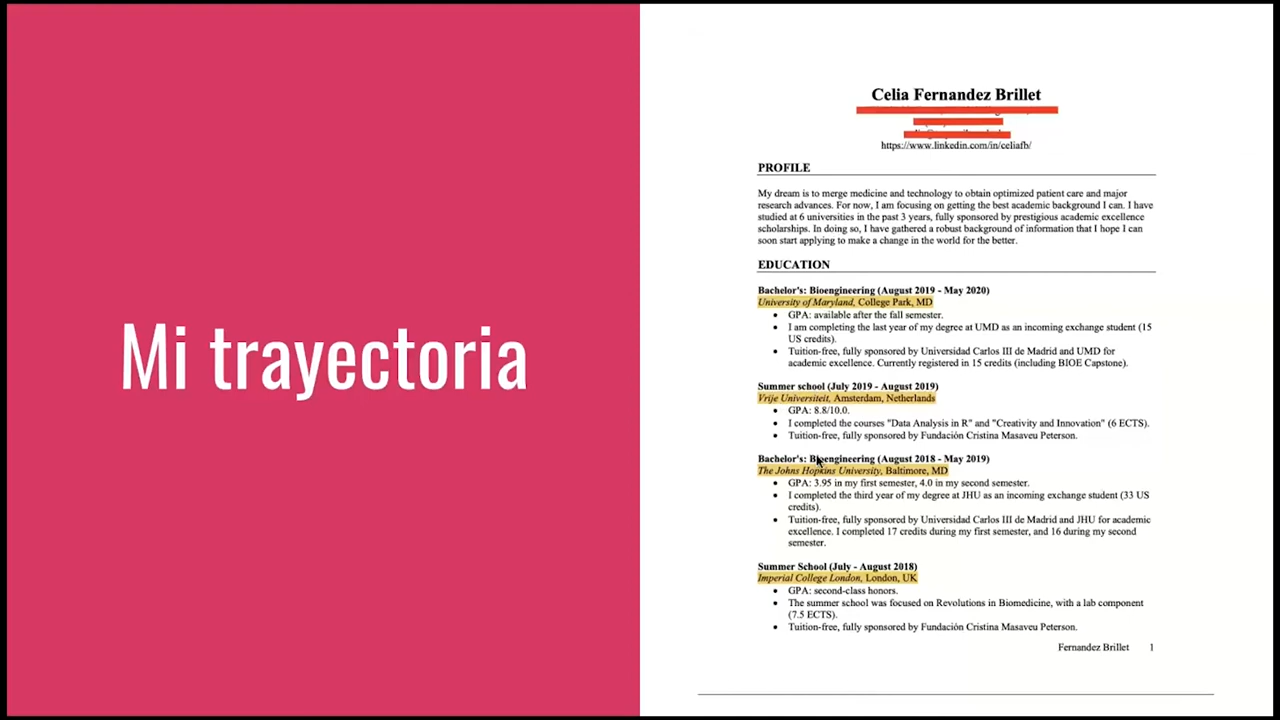 Mi trayectoria
Celia Fernandez Brillet
https://www.linkedin.com/in/celiafb/
PROFILE
My dream is to merge medicine and technology to obtain optimized patient care and major
research advances. For now, I am focusing on getting the best academic background I can. I have
studied at 6 universities in the past 3 years, fully sponsored by prestigious academic excellence
scholarships. In doing so, I have gathered a robust background of information that I hope I can
soon start applying to make a change in the world for the better.
EDUCATION
Bachelor's: Bioengineering (August 2019 - May 2020)
University of Maryland, College Park, MD
• GPA: available after the fall semester.
• I am completing the last year of my degree at UMD as an incoming exchange student (15
US credits).
• Tuition-free, fully sponsored by Universidad Carlos III de Madrid and UMD for
academic excellence. Currently registered in 15 credits (including BIOE Capstone).
Summer school (July 2019 - August 2019)
Vrije Universiteit, Amsterdam, Netherlands
• GPA: 8.8/10.0.
• I completed the courses "Data Analysis in R" and "Creativity and Innovation" (6 ECTS).
• Tuition-free, fully sponsored by Fundación Cristina Masaveu Peterson.
Bachelor's: Bioengineering (August 2018 - May 2019)
The Johns Hopkins University, Baltimore, MD
• GPA: 3.95 in my first semester, 4.0 in my second semester.
• I completed the third year of my degree at JHU as an incoming exchange student (33 US
credits).
• Tuition-free, fully sponsored by Universidad Carlos III de Madrid and JHU for academic
excellence. I completed 17 credits during my first semester, and 16 during my second
semester.
Summer School (July - August 2018)
Imperial College London, London, UK
• GPA: second-class honors.
• The summer school was focused on Revolutions in Biomedicine, with a lab component
(7.5 ECTS).
• Tuition-free, fully sponsored by Fundación Cristina Masaveu Peterson.
Fernandez Brillet 1